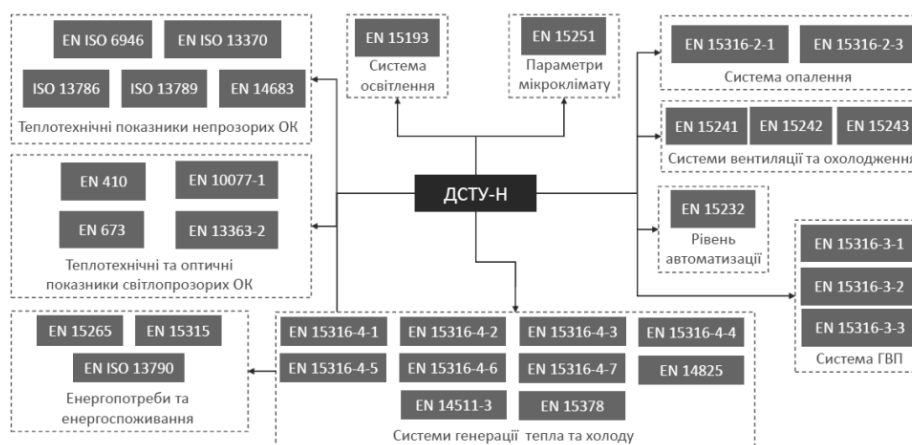 EN ISO 6946
EN ISO 13370
ISO 13786
ISO 13789
EN 14683
Теплотехнічні показники непрозорих ОК
EN 15193
Система
освітлення
EN 15251
Параметри
мікроклімату
EN 15316-2-1
EN 15316-2-3
Система опалення
EN 15241
EN 15242
EN 15243
Системи вентиляції та охолодження
EN 410
EN 10077-1
EN 673
EN 13363-2
Теплотехнічні та оптичні
показники світлопрозорих ОК
ДСТУ-Н
EN 15232
Рівень
автоматизації
EN 15316-3-1
EN 15316-3-2
EN 15316-3-3
Система ГВП
EN 15265
EN 15315
EN ISO 13790
Енергопотреби та
енергоспоживання
EN 15316-4-1
EN 15316-4-2
EN 15316-4-3
EN 15316-4-4
EN 15316-4-5
EN 15316-4-6
EN 15316-4-7
EN 14825
EN 14511-3
EN 15378
Системи генерації тепла та холоду